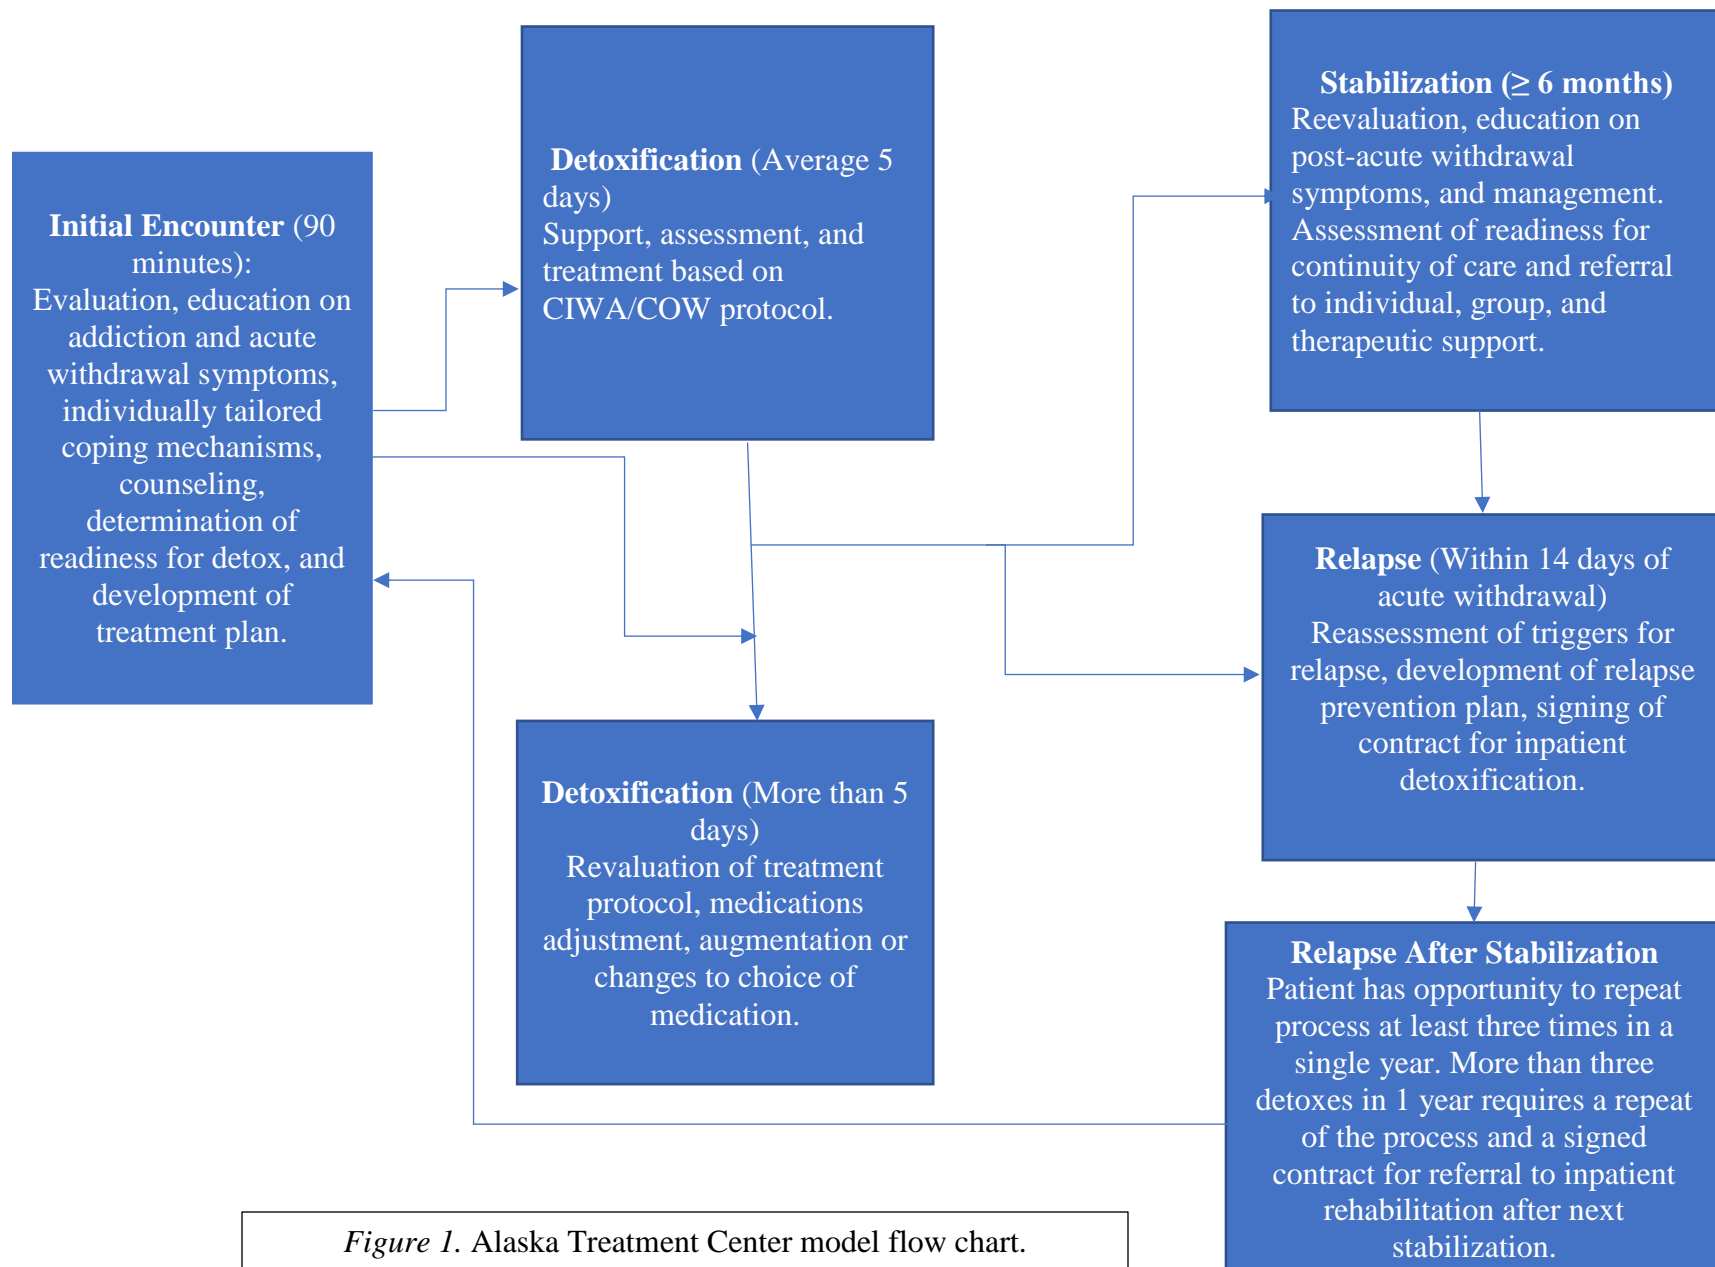 Initial Encounter (90
minutes):
Evaluation, education on
addiction and acute
withdrawal symptoms,
individually tailored
coping mechanisms,
counseling,
determination of
readiness for detox, and
development of
treatment plan.
Detoxification (Average 5
days)
Support, assessment, and
treatment based on
CIWA/COW protocol.
Detoxification (More than 5
days)
Revaluation of treatment
protocol, medications
adjustment, augmentation or
changes to choice of
medication.
Stabilization (≥ 6 months)
Reevaluation, education on
post-acute withdrawal
symptoms, and management.
Assessment of readiness for
continuity of care and referral
to individual, group, and
therapeutic support.
Relapse (Within 14 days of
acute withdrawal)
Reassessment of triggers for
relapse, development of relapse
prevention plan, signing of
contract for inpatient
detoxification.
Relapse After Stabilization
Patient has opportunity to repeat
process at least three times in a
single year. More than three
detoxes in 1 year requires a repeat
of the process and a signed
contract for referral to inpatient
rehabilitation after next
stabilization.
Figure 1. Alaska Treatment Center model flow chart.